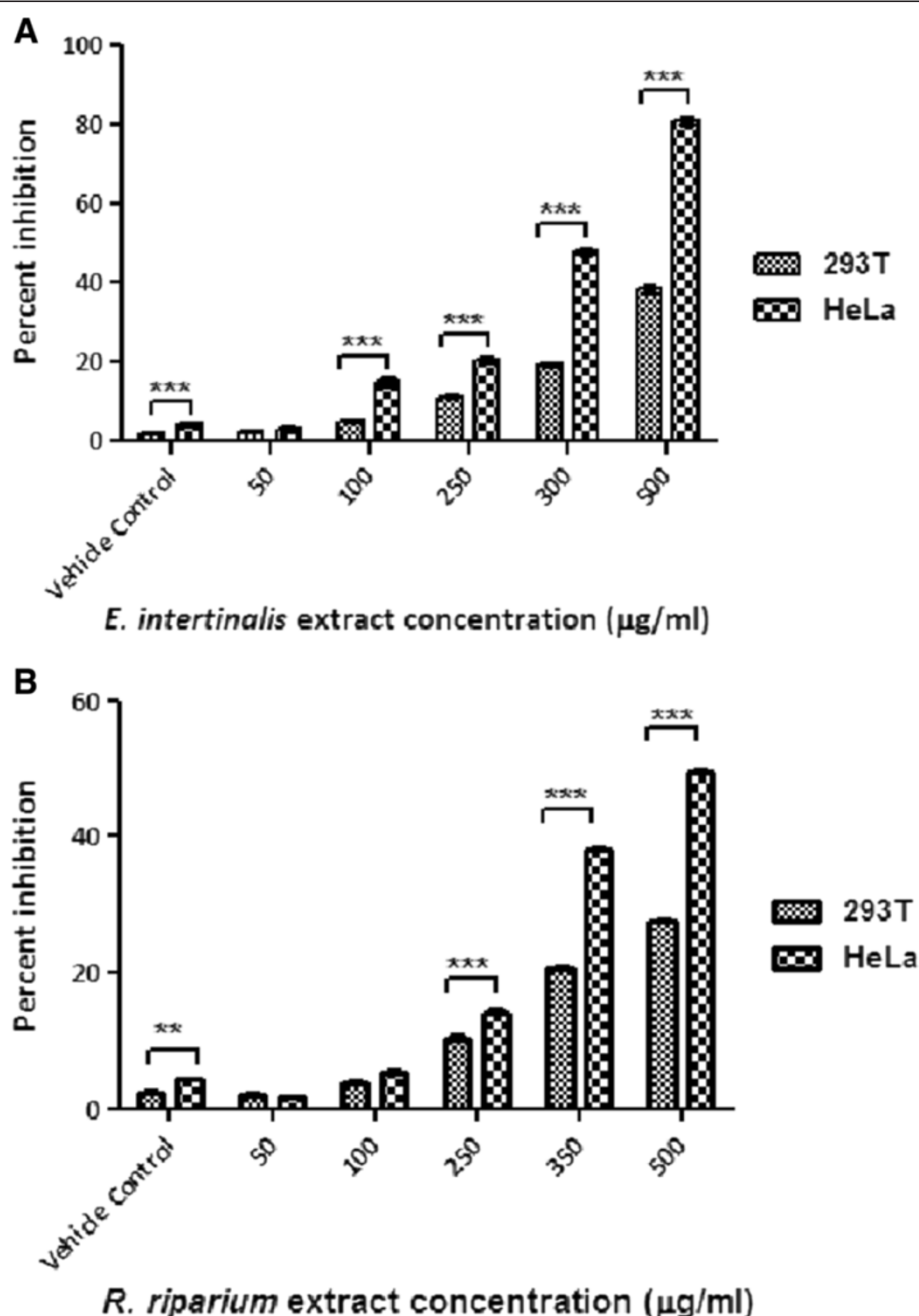 A
Percent inhibition
100
80
60
40
20
0
***
***
***
***
***
Vehicle Control
50
100
250
300
500
293T
HeLa
E. intertinalis extract concentration (μg/ml)
B
Percent inhibition
60
40
20
0
**
***
***
***
Vehicle Control
50
100
250
350
500
293T
HeLa
R. riparium extract concentration (μg/ml)